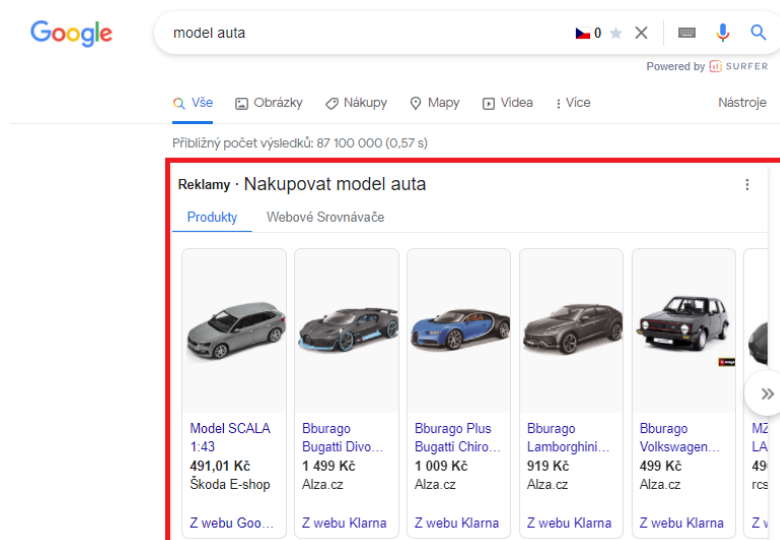 Google
model auta
0
Powered by SURFER
Vše Obrázky Nákupy Mapy Videa Více Nástroje
Přibližný počet výsledků: 87 100 000 (0,57 s)
Reklamy · Nakupovat model auta
Produkty Webové Srovnávače
Model SCALA
1:43
491,01 Kč
Škoda E-shop
Z webu Goo...
Bburago
Bugatti Divo...
1 499 Kč
Alza.cz
Z webu Klarna
Bburago Plus
Bugatti Chiro...
1 009 Kč
Alza.cz
Z webu Klarna
Bburago
Lamborghini...
919 Kč
Alza.cz
Z webu Klarna
Bburago
Volkswagen...
499 Kč
Alza.cz
Z webu Klarna
MZ
LA
49
rcs
Z